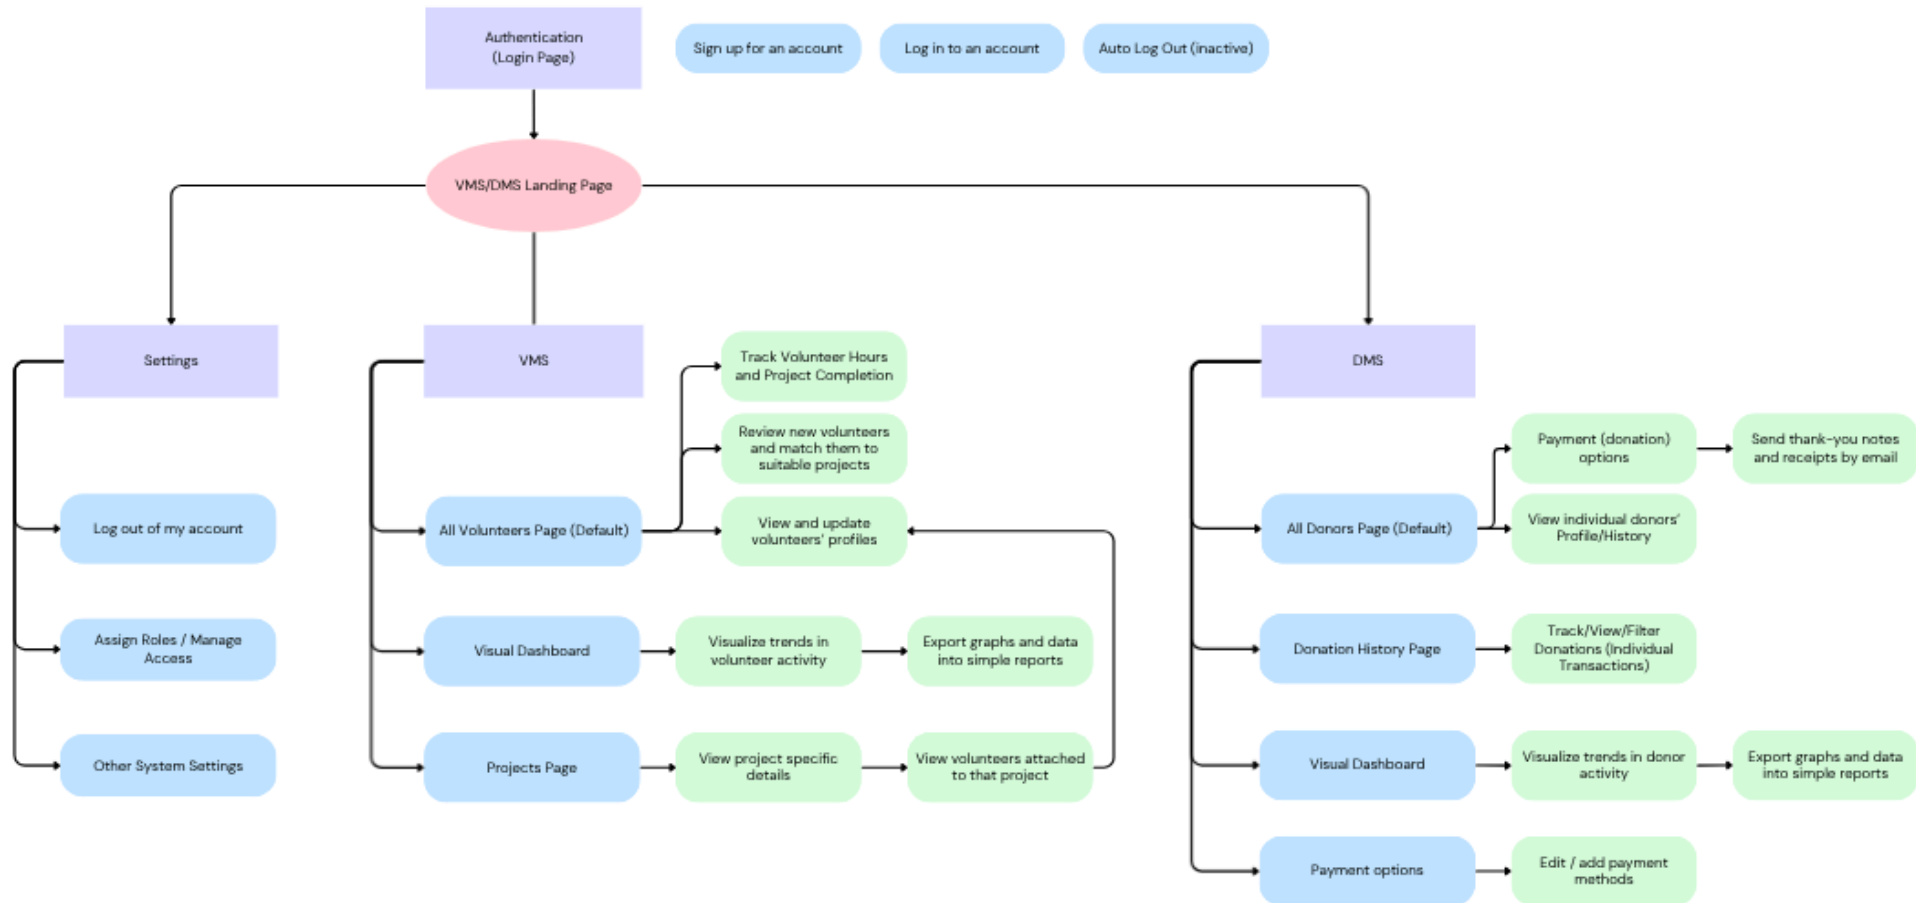 Authentication
(Login Page)
Sign up for an account
Log in to an account
Auto Log Out (inactive)
VMS/DMS Landing Page
Settings
Log out of my account
Assign Roles / Manage
Access
Other System Settings
VMS
Track Volunteer Hours
and Project Completion
Review new volunteers
and match them to
suitable projects
All Volunteers Page (Default)
View and update
volunteers' profiles
Visual Dashboard
Visualize trends in
volunteer activity
Export graphs and data
into simple reports
Projects Page
View project specific
details
View volunteers attached
to that project
DMS
Payment (donation)
options
Send thank-you notes
and receipts by email
All Donors Page (Default)
View individual donors'
Profile/History
Donation History Page
Track/View/Filter
Donations (Individual
Transactions)
Visual Dashboard
Visualize trends in donor
activity
Export graphs and data
into simple reports
Payment options
Edit / add payment
methods